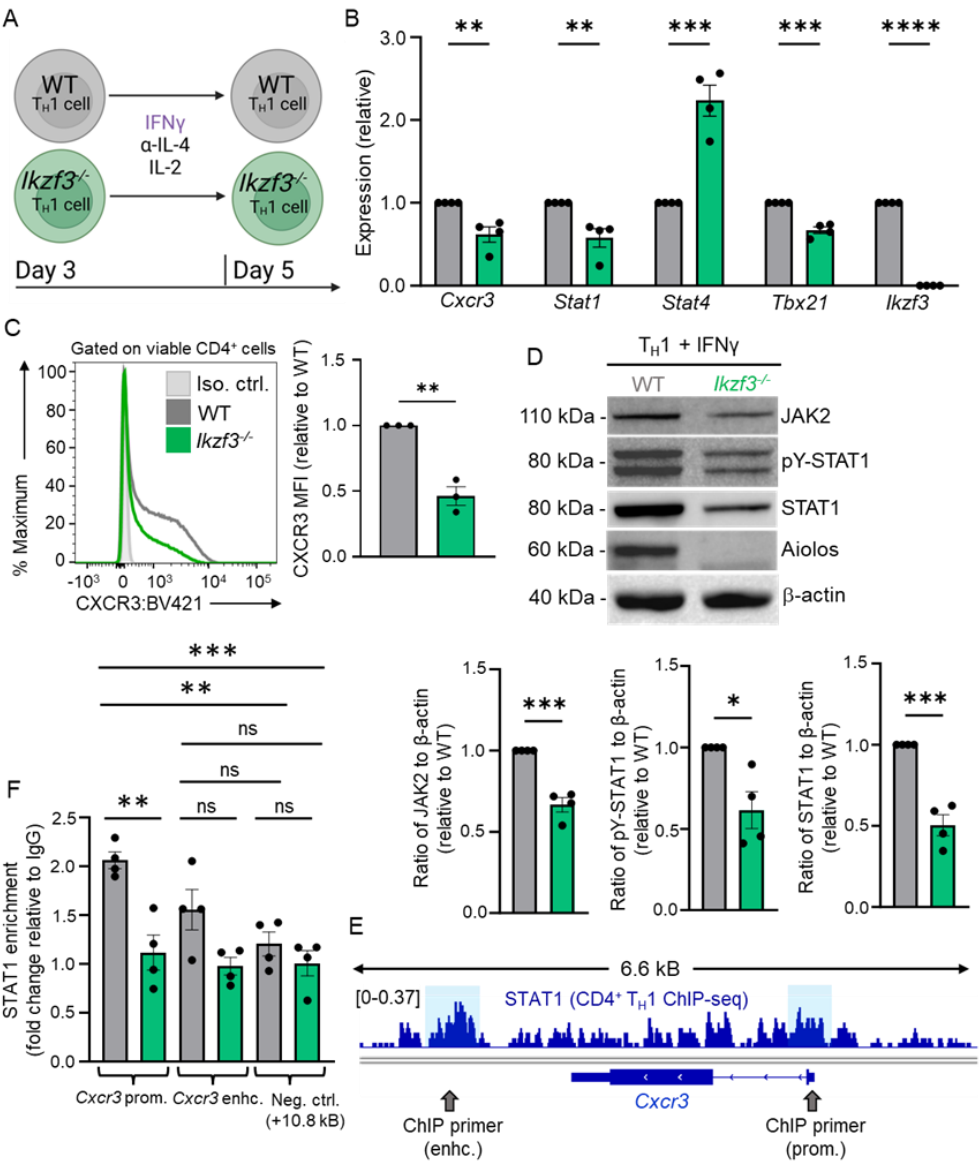 A
WT
TH1 cell
WT
TH1 cell
IFNγ
α-IL-4
IL-2
Ikzf3-/-
TH1 cell
Ikzf3-/-
TH1 cell
Day 3
Day 5
B
Expression (relative)
3.0
2.0
1.0
0.0
**
**
***
***
****
Cxcr3
Stat1
Stat4
Tbx21
Ikzf3
C
Gated on viable CD4+ cells
% Maximum
100
80
60
40
20
0
-10³
0
10³
10⁴
10⁵
CXCR3:BV421
Iso. ctrl.
WT
Ikzf3-/-
CXCR3 MFI (relative to WT)
1.5
1.0
0.5
0.0
**
D
TH1 + IFNγ
WT
Ikzf3-/-
110 kDa -
JAK2
80 kDa -
pY-STAT1
80 kDa -
STAT1
60 kDa -
Aiolos
40 kDa -
β-actin
Ratio of JAK2 to β-actin
(relative to WT)
1.5
1.0
0.5
0.0
***
Ratio of pY-STAT1 to β-actin
(relative to WT)
1.5
1.0
0.5
0.0
*
Ratio of STAT1 to β-actin
(relative to WT)
1.5
1.0
0.5
0.0
***
E
6.6 kB
[0-0.37]
STAT1 (CD4+ TH1 ChIP-seq)
Cxcr3
ChIP primer
(enhc.)
ChIP primer
(prom.)
F
***
**
ns
ns
**
ns
ns
STAT1 enrichment
(fold change relative to IgG)
2.5
2.0
1.5
1.0
0.5
0.0
Cxcr3 prom.
Cxcr3 enhc.
Neg. ctrl.
(+10.8 kB)